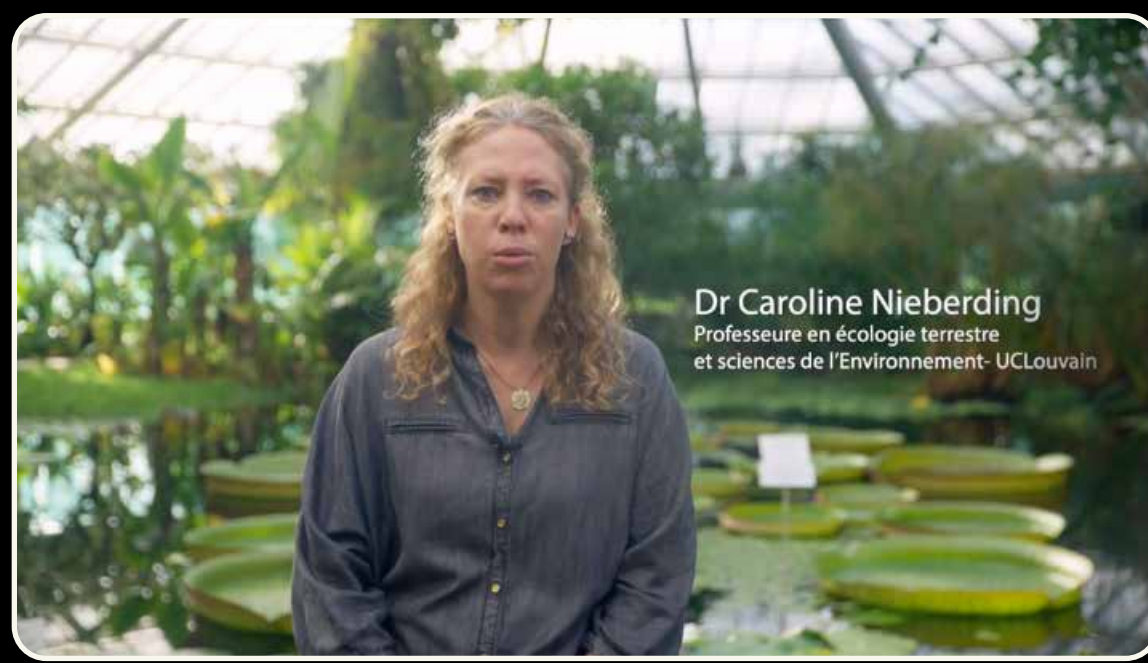 Dr Caroline Nieberding
Professeure en écologie terrestre
et sciences de l'Environnement- UCLouvain